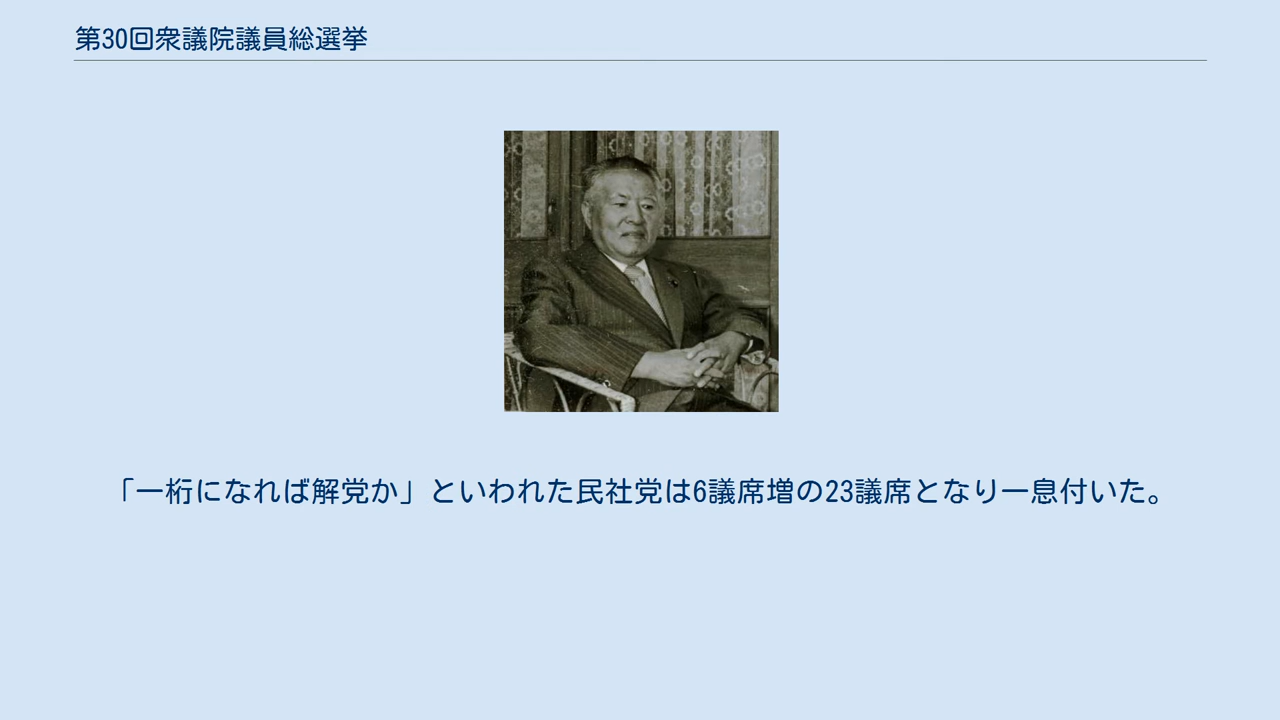 第30回衆議院議員総選挙
「一桁になれば解党か」といわれた民社党は6議席増の23議席となり一息付いた。